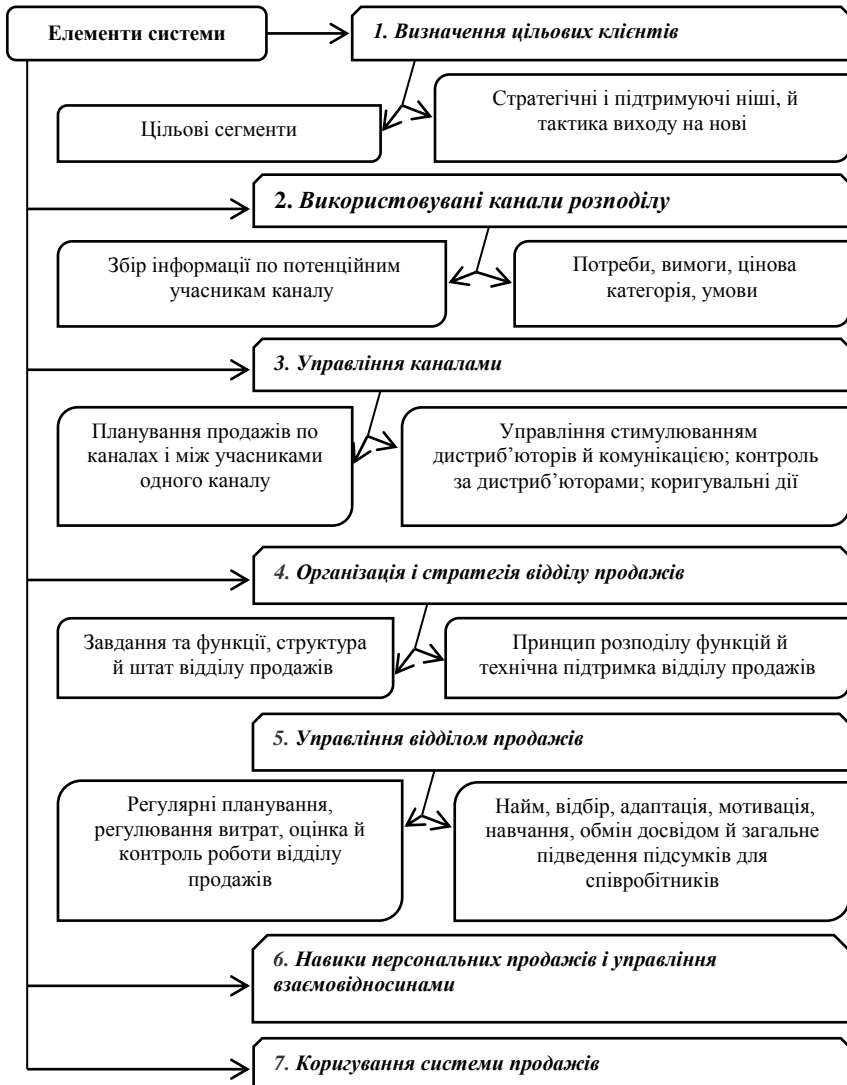 Елементи системи
1. Визначення цільових клієнтів
Цільові сегменти
Стратегічні і підтримуючі ніші, й
тактика виходу на нові
2. Використовувані канали розподілу
Збір інформації по потенційним
учасникам каналу
Потреби, вимоги, цінова
категорія, умови
3. Управління каналами
Планування продажів по
каналах і між учасниками
одного каналу
Управління стимулюванням
дистриб’юторів й комунікацією; контроль
за дистриб’юторами; коригувальні дії
4. Організація і стратегія відділу продажів
Завдання та функції, структура
й штат відділу продажів
Принцип розподілу функцій й
технічна підтримка відділу продажів
5. Управління відділом продажів
Регулярні планування,
регулювання витрат, оцінка й
контроль роботи відділу
продажів
Найм, відбір, адаптація, мотивація,
навчання, обмін досвідом й загальне
підведення підсумків для
співробітників
6. Навики персональних продажів і управління
взаємовідносинами
7. Коригування системи продажів